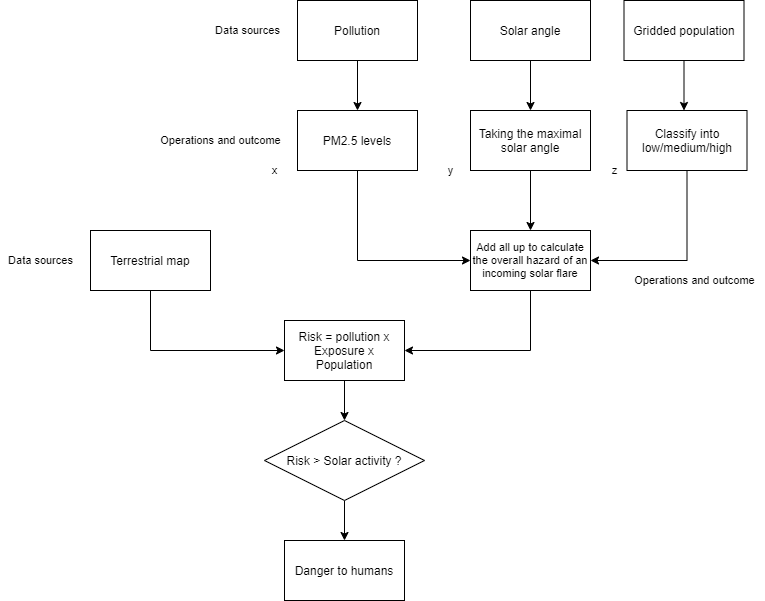 Data sources
Pollution
Solar angle
Gridded population
Operations and outcome
PM2.5 levels
Taking the maximal
solar angle
Classify into
low/medium/high
x
y
z
Data sources
Terrestrial map
Add all up to calculate
the overall hazard of an
incoming solar flare
Operations and outcome
Risk = pollution x
Exposure x
Population
Risk > Solar activity ?
Danger to humans